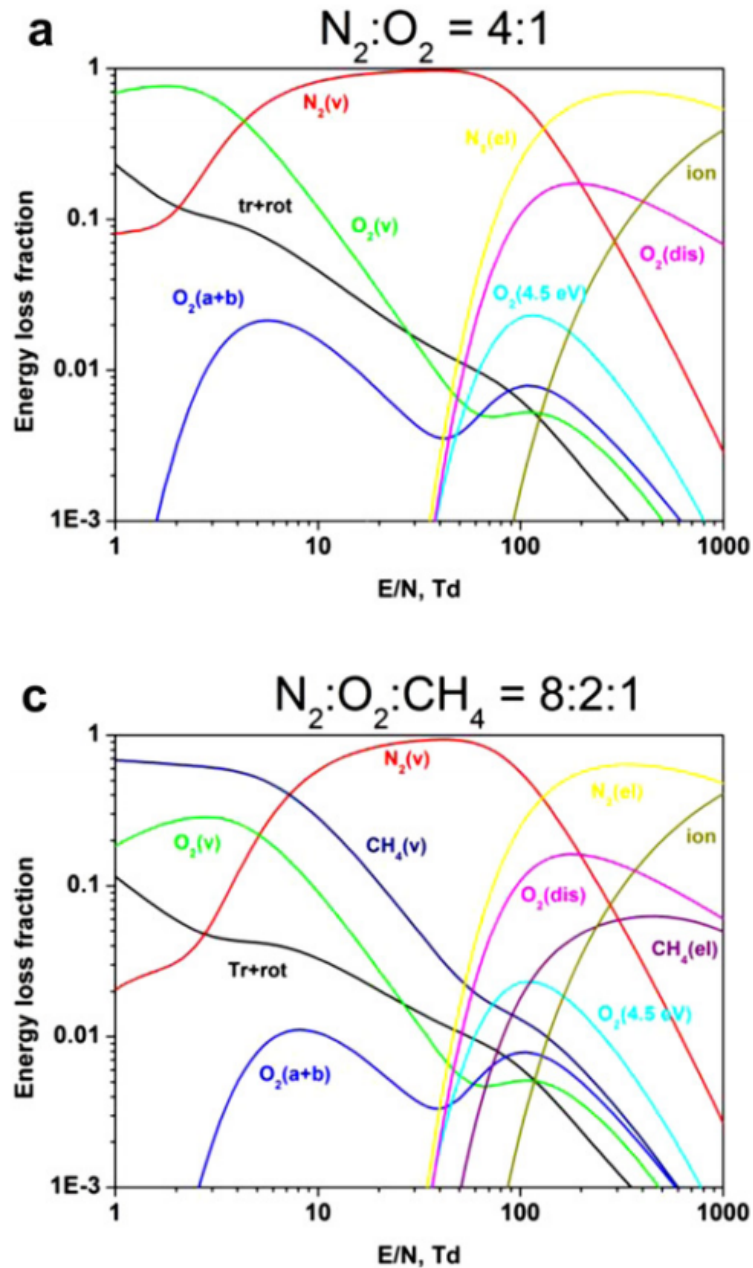 a N₂:O₂ = 4:1
1
N₂(v)
N₂(el)
ion
tr+rot
0.1
O₂(v)
O₂(dis)
O₂(a+b)
O₂(4.5 eV)
0.01
1E-3
1 10 100 1000
Energy loss fraction
E/N, Td
c N₂:O₂:CH₄ = 8:2:1
1
N₂(v)
N₂(el)
O₂(v)
CH₄(v)
ion
0.1
O₂(dis)
Tr+rot
CH₄(el)
0.01
O₂(4.5 eV)
O₂(a+b)
1E-3
1 10 100 1000
Energy loss fraction
E/N, Td